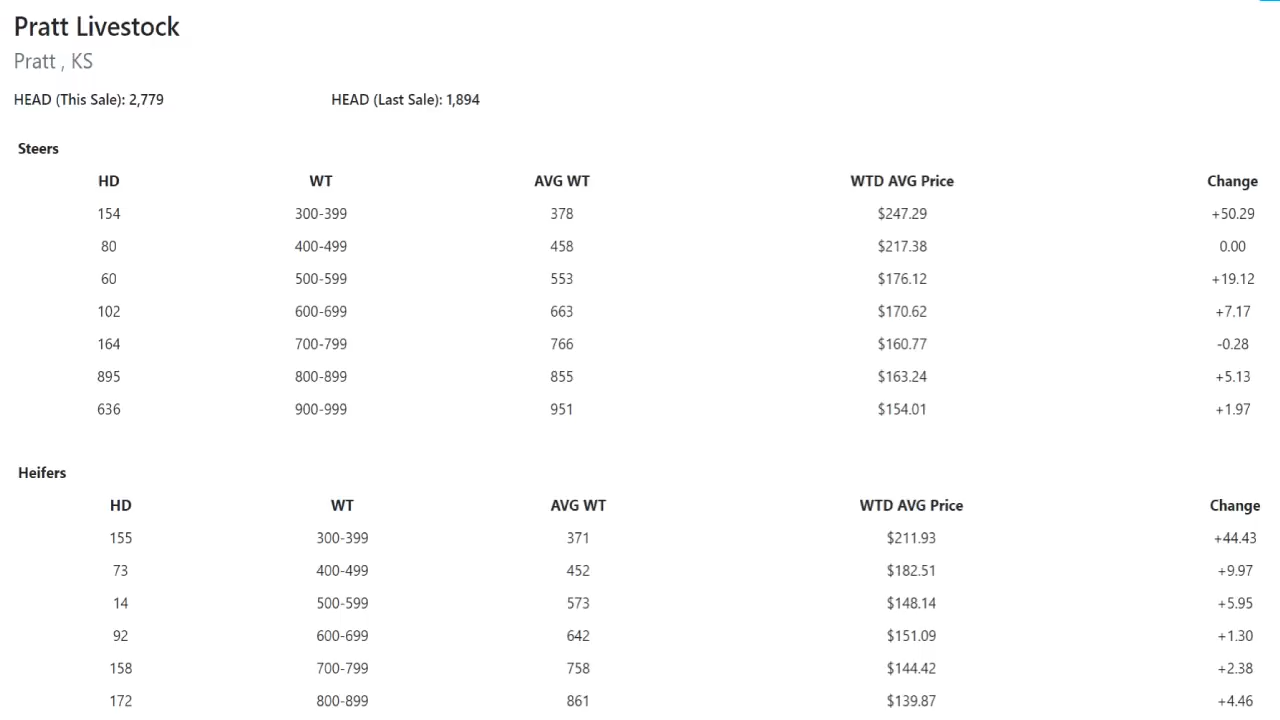 Pratt Livestock
Pratt , KS
HEAD (This Sale): 2,779 HEAD (Last Sale): 1,894
Steers
HD WT AVG WT WTD AVG Price Change
154 300-399 378 $247.29 +50.29
80 400-499 458 $217.38 0.00
60 500-599 553 $176.12 +19.12
102 600-699 663 $170.62 +7.17
164 700-799 766 $160.77 -0.28
895 800-899 855 $163.24 +5.13
636 900-999 951 $154.01 +1.97
Heifers
HD WT AVG WT WTD AVG Price Change
155 300-399 371 $211.93 +44.43
73 400-499 452 $182.51 +9.97
14 500-599 573 $148.14 +5.95
92 600-699 642 $151.09 +1.30
158 700-799 758 $144.42 +2.38
172 800-899 861 $139.87 +4.46